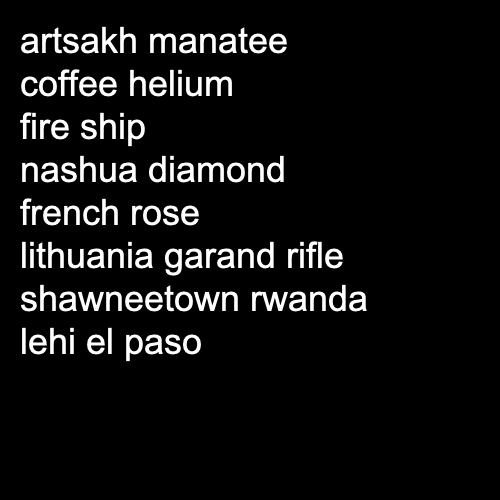 artsakh manatee
coffee helium
fire ship
nashua diamond
french rose
lithuania garand rifle
shawneetown rwanda
lehi el paso